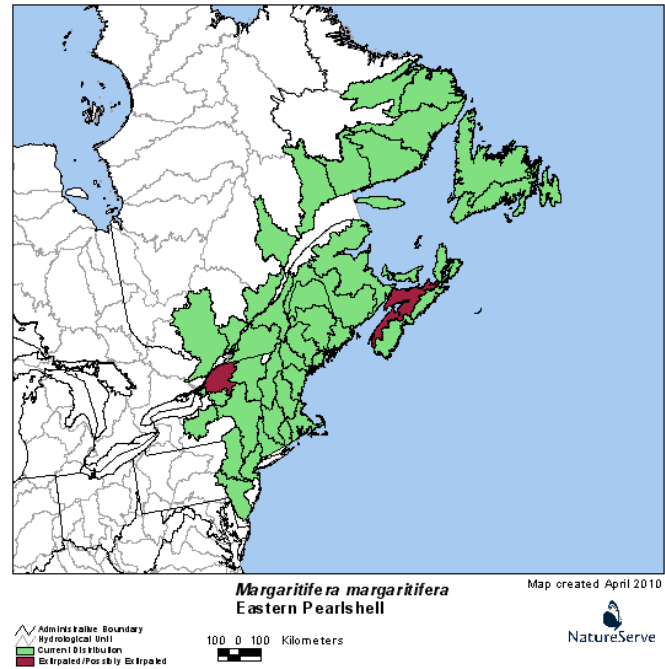 Margaritifera margaritifera
Eastern Pearlshell
Map created April 2010
Administrative Boundary
Hydrological Unit
Current Distribution
Extirpated/Possibly Extirpated
100 0 100 Kilometers
NatureServe